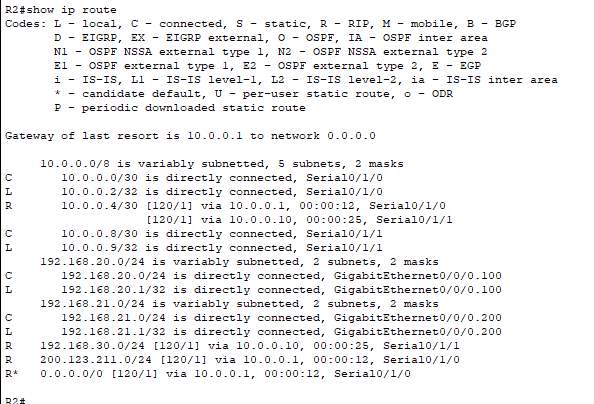 R2#show ip route
Codes: L - local, C - connected, S - static, R - RIP, M - mobile, B - BGP
       D - EIGRP, EX - EIGRP external, O - OSPF, IA - OSPF inter area
       N1 - OSPF NSSA external type 1, N2 - OSPF NSSA external type 2
       E1 - OSPF external type 1, E2 - OSPF external type 2, E - EGP
       i - IS-IS, L1 - IS-IS level-1, L2 - IS-IS level-2, ia - IS-IS inter area
       * - candidate default, U - per-user static route, o - ODR
       P - periodic downloaded static route
Gateway of last resort is 10.0.0.1 to network 0.0.0.0
     10.0.0.0/8 is variably subnetted, 5 subnets, 2 masks
C       10.0.0.0/30 is directly connected, Serial0/1/0
L       10.0.0.2/32 is directly connected, Serial0/1/0
R       10.0.0.4/30 [120/1] via 10.0.0.1, 00:00:12, Serial0/1/0
                    [120/1] via 10.0.0.10, 00:00:25, Serial0/1/1
C       10.0.0.8/30 is directly connected, Serial0/1/1
L       10.0.0.9/32 is directly connected, Serial0/1/1
     192.168.20.0/24 is variably subnetted, 2 subnets, 2 masks
C       192.168.20.0/24 is directly connected, GigabitEthernet0/0/0.100
L       192.168.20.1/32 is directly connected, GigabitEthernet0/0/0.100
     192.168.21.0/24 is variably subnetted, 2 subnets, 2 masks
C       192.168.21.0/24 is directly connected, GigabitEthernet0/0/0.200
L       192.168.21.1/32 is directly connected, GigabitEthernet0/0/0.200
R    192.168.30.0/24 [120/1] via 10.0.0.10, 00:00:25, Serial0/1/1
R    200.123.211.0/24 [120/1] via 10.0.0.1, 00:00:12, Serial0/1/0
R*   0.0.0.0/0 [120/1] via 10.0.0.1, 00:00:12, Serial0/1/0
R2#